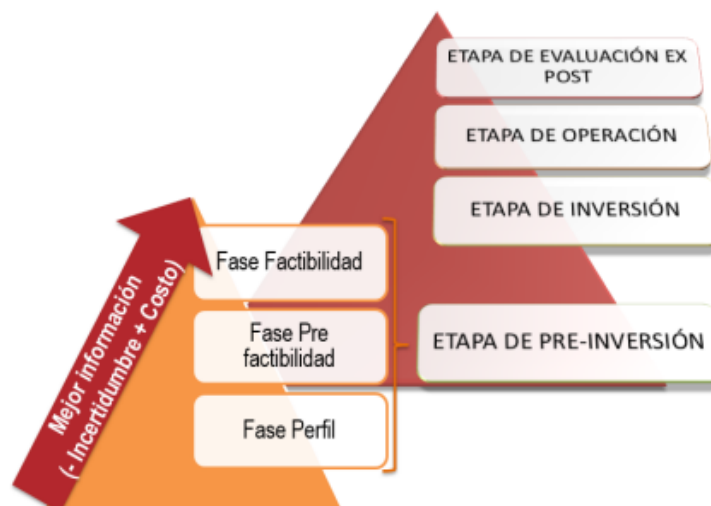 ETAPA DE EVALUACIÓN EX
POST
ETAPA DE OPERACIÓN
ETAPA DE INVERSIÓN
ETAPA DE PRE-INVERSIÓN
Fase Factibilidad
Fase Pre
factibilidad
Fase Perfil
Mejor información
(- Incertidumbre + Costo)